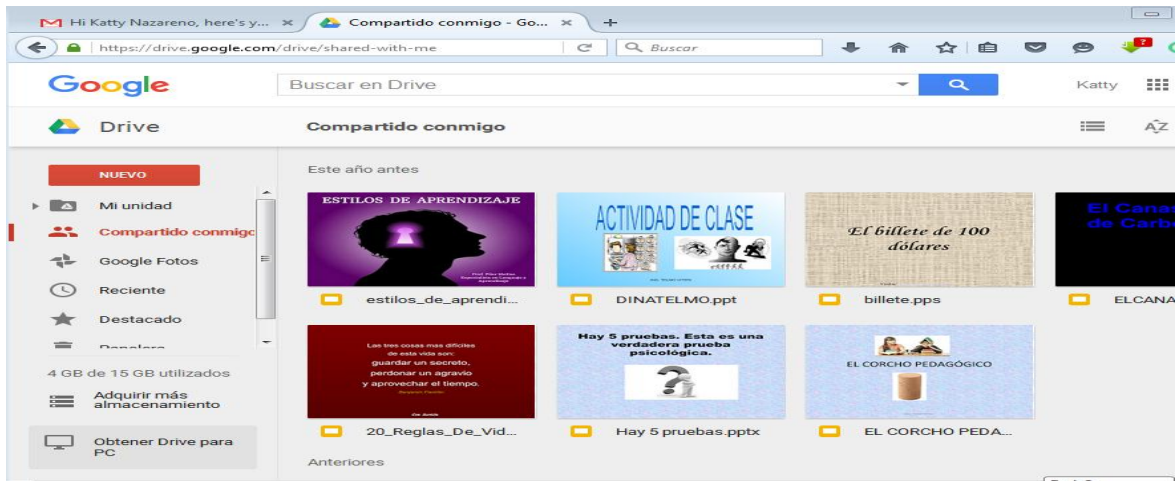 Hi Katty Nazareno, here's y...
Compartido conmigo - Go...
https://drive.google.com/drive/shared-with-me
Buscar
Google
Buscar en Drive
Katty
Drive
Compartido conmigo
AZ
NUEVO
Mi unidad
Compartido conmigo
Google Fotos
Reciente
Destacado
Papelera
4 GB de 15 GB utilizados
Adquirir más
almacenamiento
Obtener Drive para
PC
Este año antes
ESTILOS DE APRENDIZAJE
estilos_de_aprendi...
ACTIVIDAD DE CLASE
DINATELMO.ppt
El billete de 100
dólares
billete.pps
El Cana
de Carb
ELCANA
Las tres cosas mas difíciles
de esta vida son:
guardar un secreto,
perdonar un agravio
y aprovechar el tiempo.
20_Reglas_De_Vid...
Hay 5 pruebas. Esta es una
verdadera prueba
psicológica.
Hay 5 pruebas.pptx
EL CORCHO PEDAGÓGICO
EL CORCHO PEDA...
Anteriores